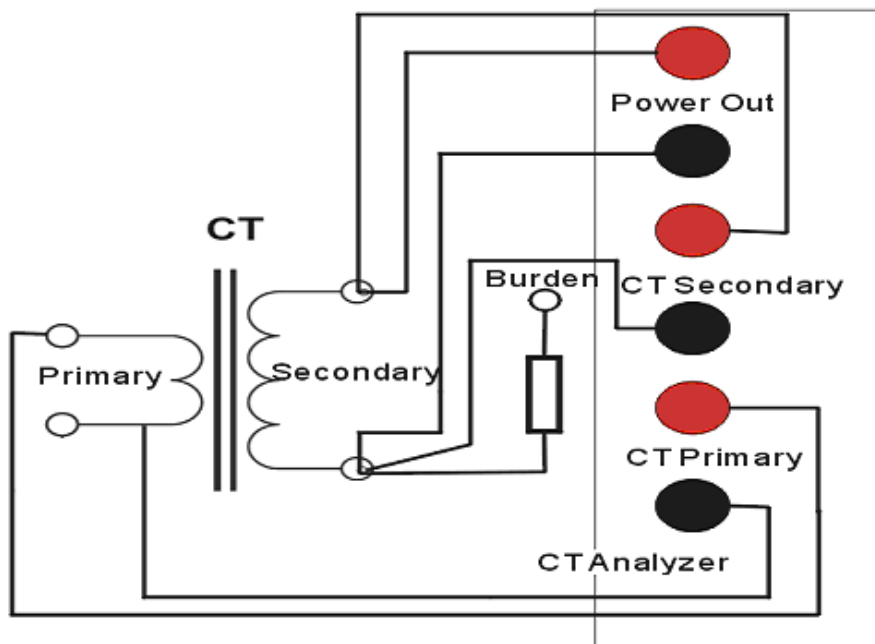 Power Out
CT
Burden
CT Secondary
Primary
Secondary
CT Primary
CT Analyzer